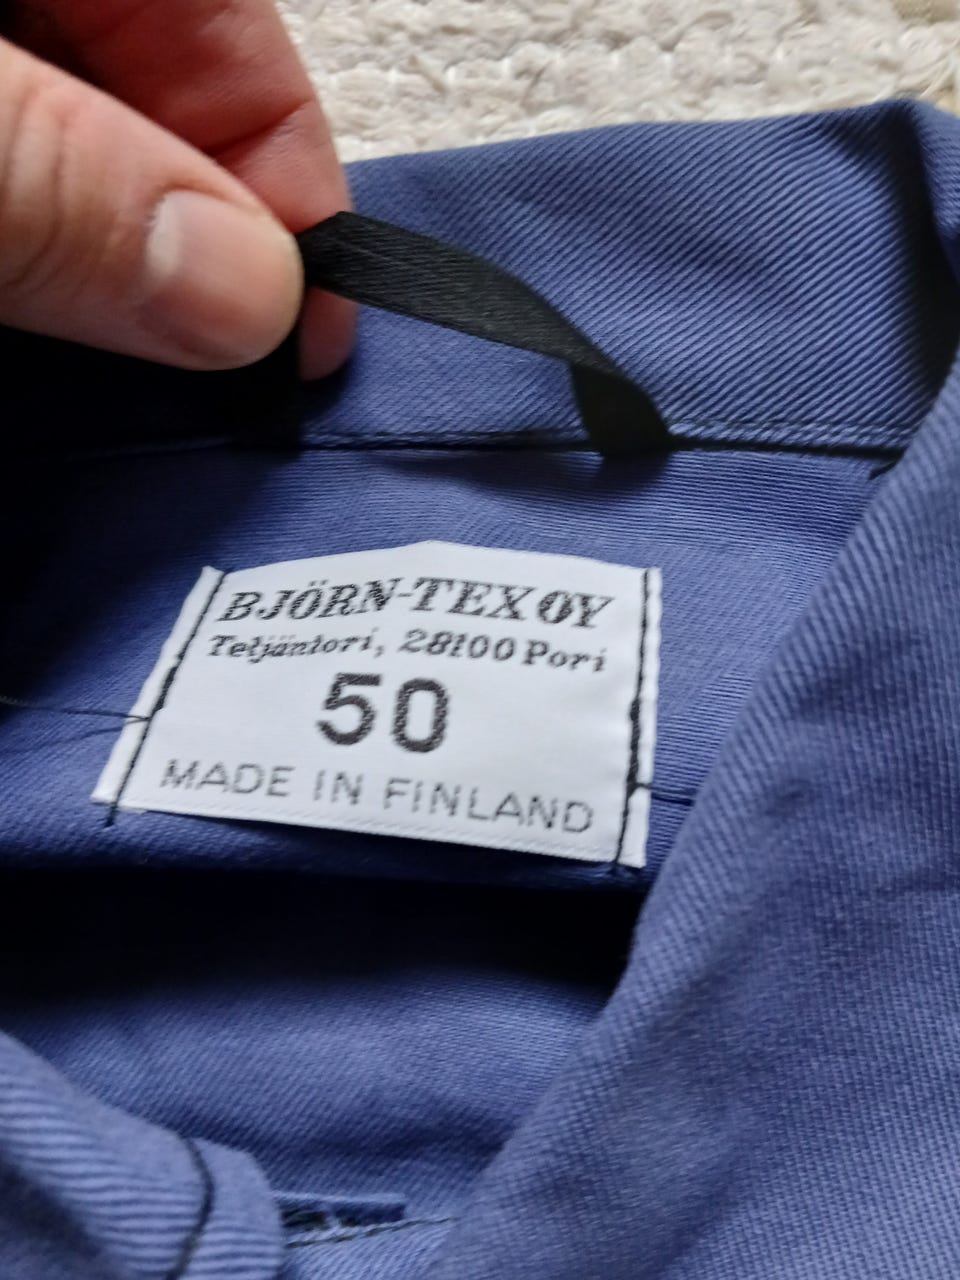 BJÖRN-TEX OY
Teljäntori, 28100 Pori
50
MADE IN FINLAND